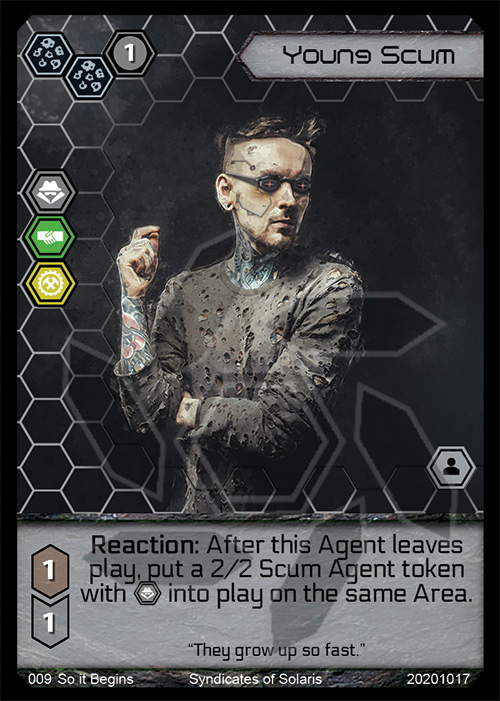 1
Young Scum
Reaction: After this Agent leaves
play, put a 2/2 Scum Agent token
with into play on the same Area.
1
1
“They grow up so fast.”
009 So it Begins Syndicates of Solaris 20201017